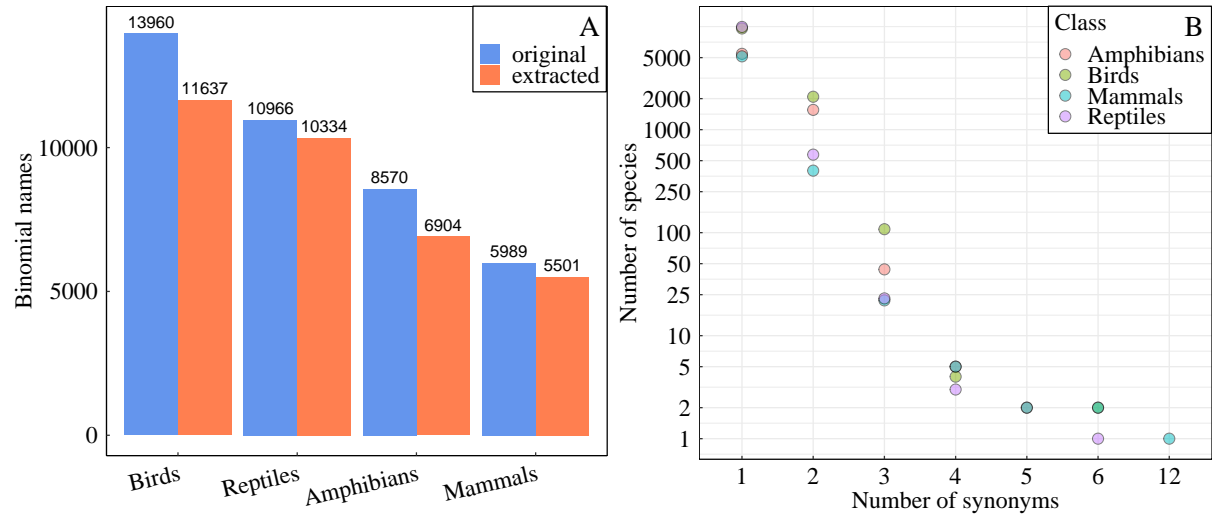 A
original
extracted
13960
11637
10966
10334
8570
6904
5989
5501
Binomial names
10000
5000
0
Birds
Reptiles
Amphibians
Mammals
B
Class
Amphibians
Birds
Mammals
Reptiles
Number of species
5000
2000
1000
500
250
100
50
25
10
5
2
1
1 2 3 4 5 6 12
Number of synonyms